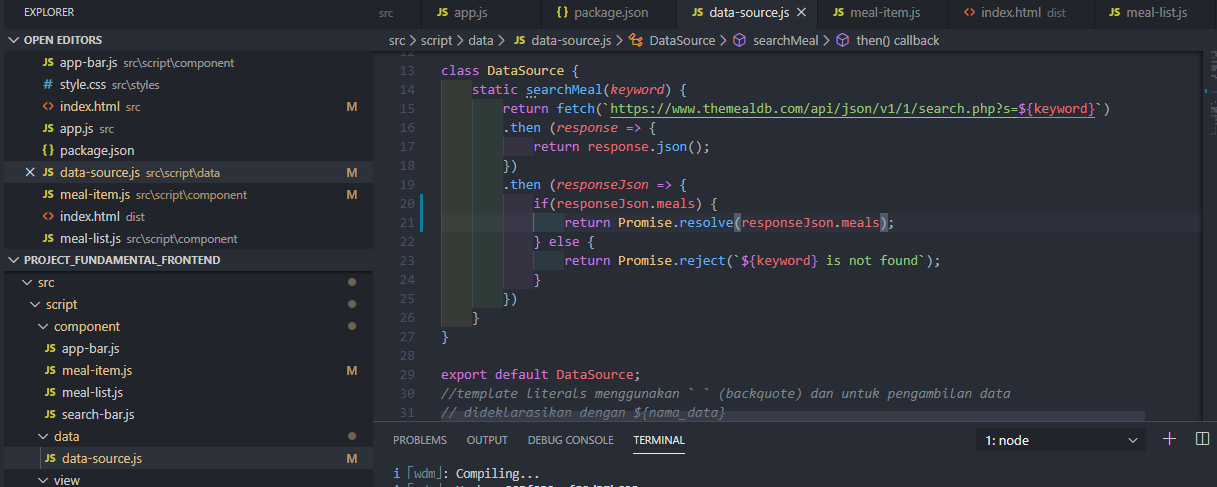 EXPLORER
OPEN EDITORS
JS app-bar.js src\script\component
# style.css src\styles
<> index.html src M
JS app.js src
{} package.json
× JS data-source.js src\script\data M
JS meal-item.js src\script\component M
<> index.html dist
JS meal-list.js src\script\component
PROJECT_FUNDAMENTAL_FRONTEND
src
script
component
JS app-bar.js
JS meal-item.js M
JS meal-list.js
JS search-bar.js
data
JS data-source.js M
view
src JS app.js {} package.json JS data-source.js × JS meal-item.js <> index.html dist JS meal-list.js
src > script > data > JS data-source.js > DataSource > searchMeal > then() callback
12
13 class DataSource {
14 static searchMeal(keyword) {
15 return fetch(`https://www.themealdb.com/api/json/v1/1/search.php?s=${keyword}`)
16 .then (response => {
17 return response.json();
18 })
19 .then (responseJson => {
20 if(responseJson.meals) {
21 return Promise.resolve(responseJson.meals);
22 } else {
23 return Promise.reject(`${keyword} is not found`);
24 }
25 })
26 }
27 }
28
29 export default DataSource;
30 //template literals menggunakan ` ` (backquote) dan untuk pengambilan data
31 // dideklarasikan dengan ${nama_data}
PROBLEMS OUTPUT DEBUG CONSOLE TERMINAL 1: node
i ｢wdm｣: Compiling...